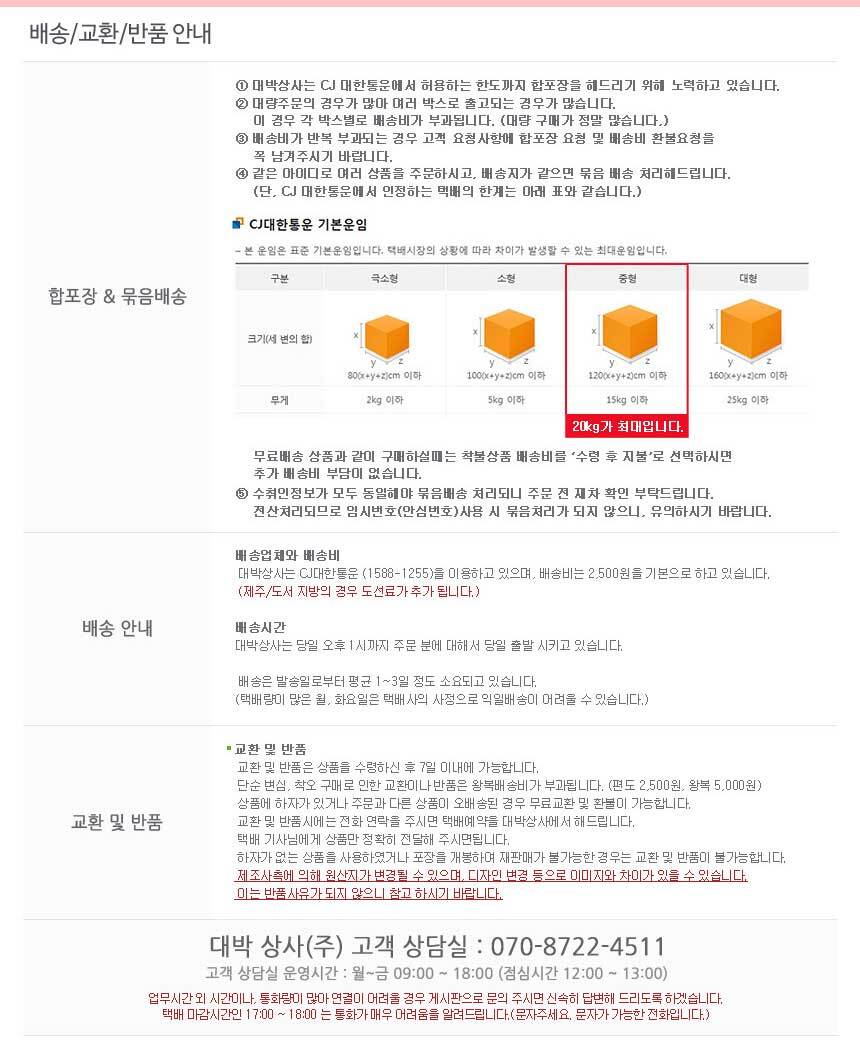 배송/교환/반품 안내
합포장 & 묶음배송
① 대박상사는 CJ 대한통운에서 허용하는 한도까지 합포장을 해드리기 위해 노력하고 있습니다.
② 대량주문의 경우가 많아 여러 박스로 출고되는 경우가 많습니다.
이 경우 각 박스별로 배송비가 부과됩니다. (대량 구매가 정말 많습니다.)
③ 배송비가 반복 부과되는 경우 고객 요청사항에 합포장 요청 및 배송비 환불요청을
꼭 남겨주시기 바랍니다.
④ 같은 아이디로 여러 상품을 주문하시고, 배송지가 같으면 묶음 배송 처리해드립니다.
(단, CJ 대한통운에서 인정하는 택배의 한계는 아래 표와 같습니다.)
CJ대한통운 기본운임
- 본 운임은 표준 기본운임입니다. 택배시장의 상황에 따라 차이가 발생할 수 있는 최대운임입니다.
구분 극소형 소형 중형 대형
크기(세 변의 합)
x y z x y z x y z x y z
80(x+y+z)cm 이하 100(x+y+z)cm 이하 120(x+y+z)cm 이하 160(x+y+z)cm 이하
무게 2kg 이하 5kg 이하 15kg 이하 25kg 이하
20kg가 최대입니다.
무료배송 상품과 같이 구매하실때는 착불상품 배송비를 '수령 후 지불'로 선택하시면
추가 배송비 부담이 없습니다.
⑤ 수취인정보가 모두 동일해야 묶음배송 처리되니 주문 전 재차 확인 부탁드립니다.
전산처리되므로 임시번호(안심번호)사용 시 묶음처리가 되지 않으니, 유의하시기 바랍니다.
배송 안내
배송업체와 배송비
대박상사는 CJ대한통운 (1588-1255)을 이용하고 있으며, 배송비는 2,500원을 기본으로 하고 있습니다.
(제주/도서 지방의 경우 도선료가 추가 됩니다.)
배송시간
대박상사는 당일 오후 1시까지 주문 분에 대해서 당일 출발 시키고 있습니다.
배송은 발송일로부터 평균 1~3일 정도 소요되고 있습니다.
(택배량이 많은 월, 화요일은 택배사의 사정으로 익일배송이 어려울 수 있습니다.)
교환 및 반품
교환 및 반품
교환 및 반품은 상품을 수령하신 후 7일 이내에 가능합니다.
단순 변심, 착오 구매로 인한 교환이나 반품은 왕복배송비가 부과됩니다. (편도 2,500원, 왕복 5,000원)
상품에 하자가 있거나 주문과 다른 상품이 오배송된 경우 무료교환 및 환불이 가능합니다.
교환 및 반품시에는 전화 연락을 주시면 택배예약을 대박상사에서 해드립니다.
택배 기사님에게 상품만 정확히 전달해 주시면됩니다.
하자가 없는 상품을 사용하였거나 포장을 개봉하여 재판매가 불가능한 경우는 교환 및 반품이 불가능합니다.
제조사측에 의해 원산지가 변경될 수 있으며, 디자인 변경 등으로 이미지와 차이가 있을 수 있습니다.
이는 반품사유가 되지 않으니 참고 하시기 바랍니다.
대박 상사(주) 고객 상담실 : 070-8722-4511
고객 상담실 운영시간 : 월~금 09:00 ~ 18:00 (점심시간 12:00 ~ 13:00)
업무시간 외 시간이나, 통화량이 많아 연결이 어려울 경우 게시판으로 문의 주시면 신속히 답변해 드리도록 하겠습니다.
택배 마감시간인 17:00 ~ 18:00 는 통화가 매우 어려움을 알려드립니다.(문자주세요. 문자가 가능한 전화입니다.)